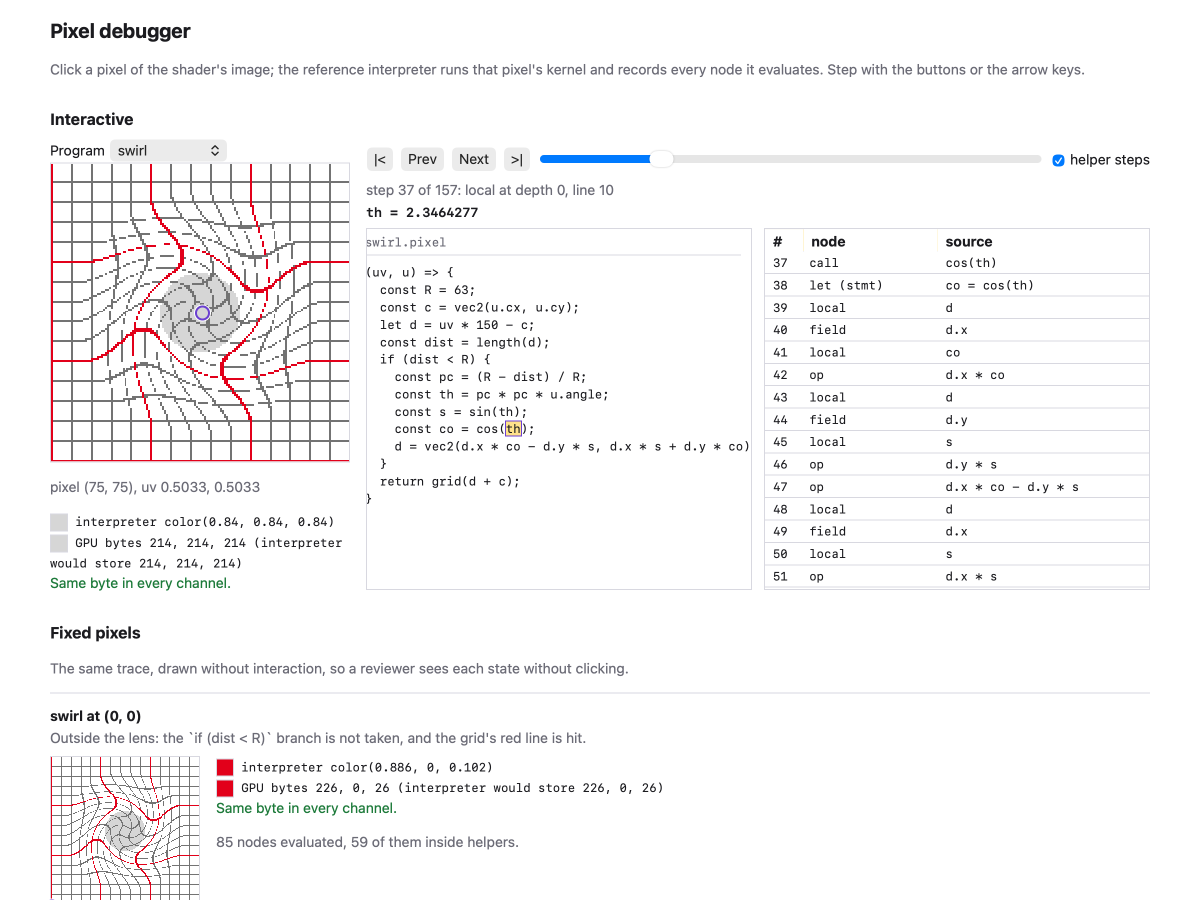 Pixel debugger
Click a pixel of the shader's image; the reference interpreter runs that pixel's kernel and records every node it evaluates. Step with the buttons or the arrow keys.
Interactive
Program swirl
|< Prev Next >| helper steps
step 37 of 157: local at depth 0, line 10
th = 2.3464277
swirl.pixel
(uv, u) => {
  const R = 63;
  const c = vec2(u.cx, u.cy);
  let d = uv * 150 - c;
  const dist = length(d);
  if (dist < R) {
    const pc = (R - dist) / R;
    const th = pc * pc * u.angle;
    const s = sin(th);
    const co = cos(th);
    d = vec2(d.x * co - d.y * s, d.x * s + d.y * co)
  }
  return grid(d + c);
}
# node source
37 call cos(th)
38 let (stmt) co = cos(th)
39 local d
40 field d.x
41 local co
42 op d.x * co
43 local d
44 field d.y
45 local s
46 op d.y * s
47 op d.x * co - d.y * s
48 local d
49 field d.x
50 local s
51 op d.x * s
pixel (75, 75), uv 0.5033, 0.5033
interpreter color(0.84, 0.84, 0.84)
GPU bytes 214, 214, 214 (interpreter
would store 214, 214, 214)
Same byte in every channel.
Fixed pixels
The same trace, drawn without interaction, so a reviewer sees each state without clicking.
swirl at (0, 0)
Outside the lens: the `if (dist < R)` branch is not taken, and the grid's red line is hit.
interpreter color(0.886, 0, 0.102)
GPU bytes 226, 0, 26 (interpreter would store 226, 0, 26)
Same byte in every channel.
85 nodes evaluated, 59 of them inside helpers.